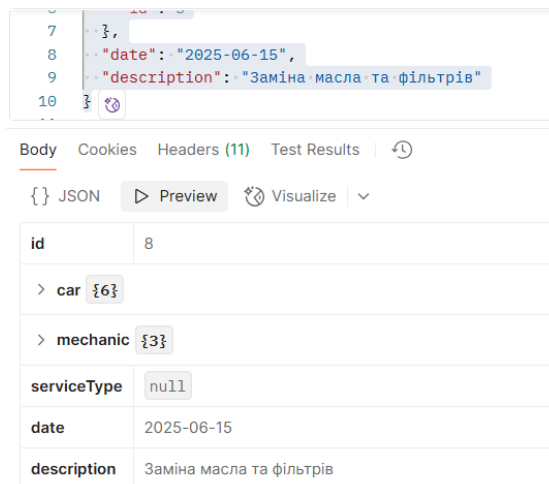 7 },
8 "date": "2025-06-15",
9 "description": "Заміна масла та фільтрів"
10 }
Body Cookies Headers (11) Test Results
{} JSON Preview Visualize
id 8
car {6}
mechanic {3}
serviceType null
date 2025-06-15
description Заміна масла та фільтрів